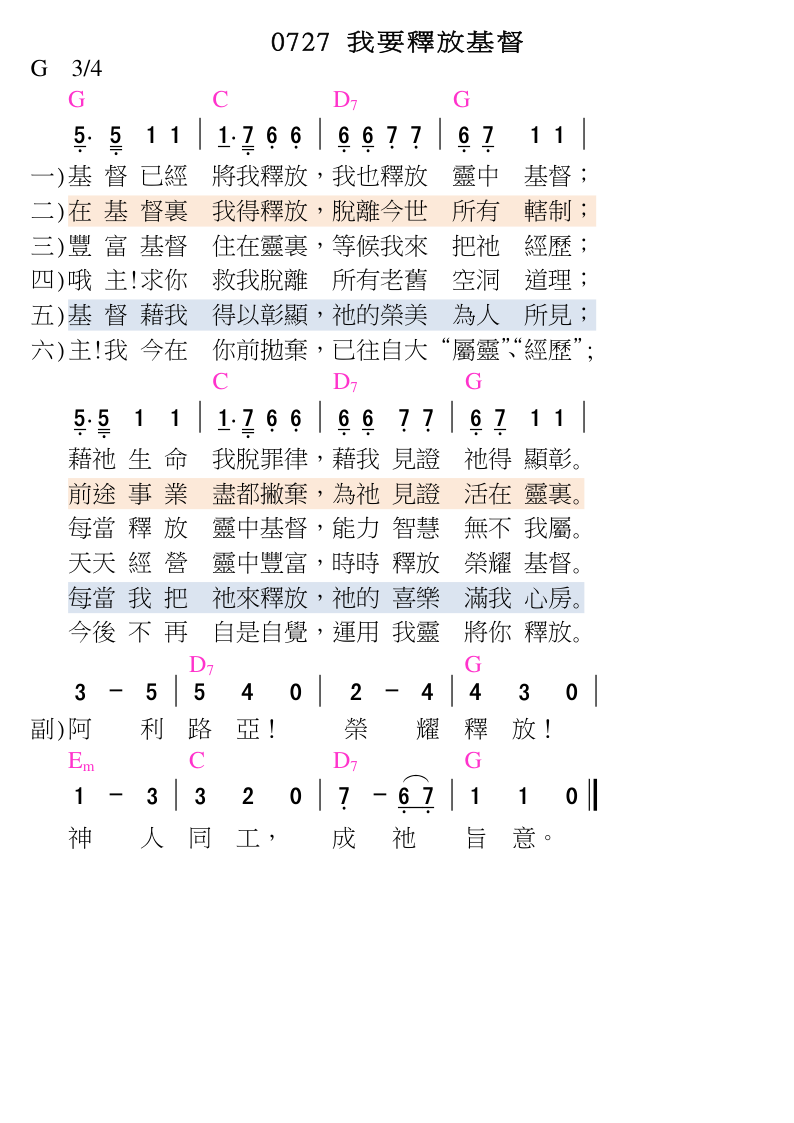 0727 我要釋放基督
G 3/4
G C D7 G
5· 5 1 1 | 1· 7 6 6 | 6 6 7 7 | 6 7 1 1 |
一)基 督 已經 將我釋放，我也釋放 靈中 基督；
二)在 基 督裏 我得釋放，脫離今世 所有 轄制；
三)豐 富 基督 住在靈裏，等候我來 把祂 經歷；
四)哦 主!求你 救我脫離 所有老舊 空洞 道理；
五)基 督 藉我 得以彰顯，祂的榮美 為人 所見；
六)主!我 今在 你前拋棄，已往自大 “屬靈”、“經歷”；
C D7 G
5· 5 1 1 | 1· 7 6 6 | 6 6 7 7 | 6 7 1 1 |
藉祂 生 命 我脫罪律，藉我 見證 祂得 顯彰。
前途 事 業 盡都撇棄，為祂 見證 活在 靈裏。
每當 釋 放 靈中基督，能力 智慧 無不 我屬。
天天 經 營 靈中豐富，時時 釋放 榮耀 基督。
每當 我 把 祂來釋放，祂的 喜樂 滿我 心房。
今後 不 再 自是自覺，運用 我靈 將你 釋放。
D7 G
3 － 5 | 5 4 0 | 2 － 4 | 4 3 0 |
副)阿 利 路 亞！ 榮 耀 釋 放！
Em C D7 G
1 － 3 | 3 2 0 | 7 － 6 7 | 1 1 0 ‖
神 人 同 工， 成 祂 旨 意。